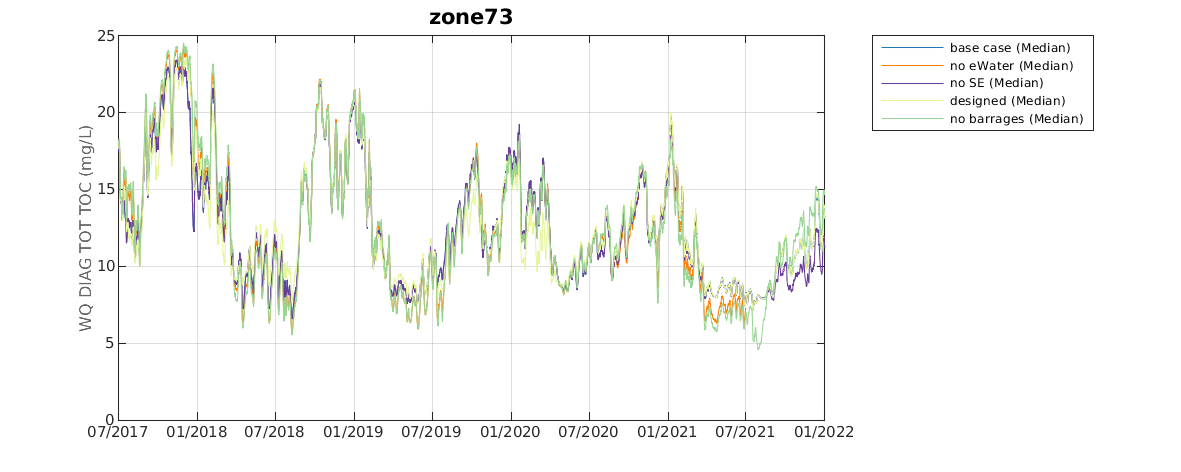 zone73
WQ DIAG TOT TOC (mg/L)
25
20
15
10
5
0
07/2017 01/2018 07/2018 01/2019 07/2019 01/2020 07/2020 01/2021 07/2021 01/2022
base case (Median)
no eWater (Median)
no SE (Median)
designed (Median)
no barrages (Median)